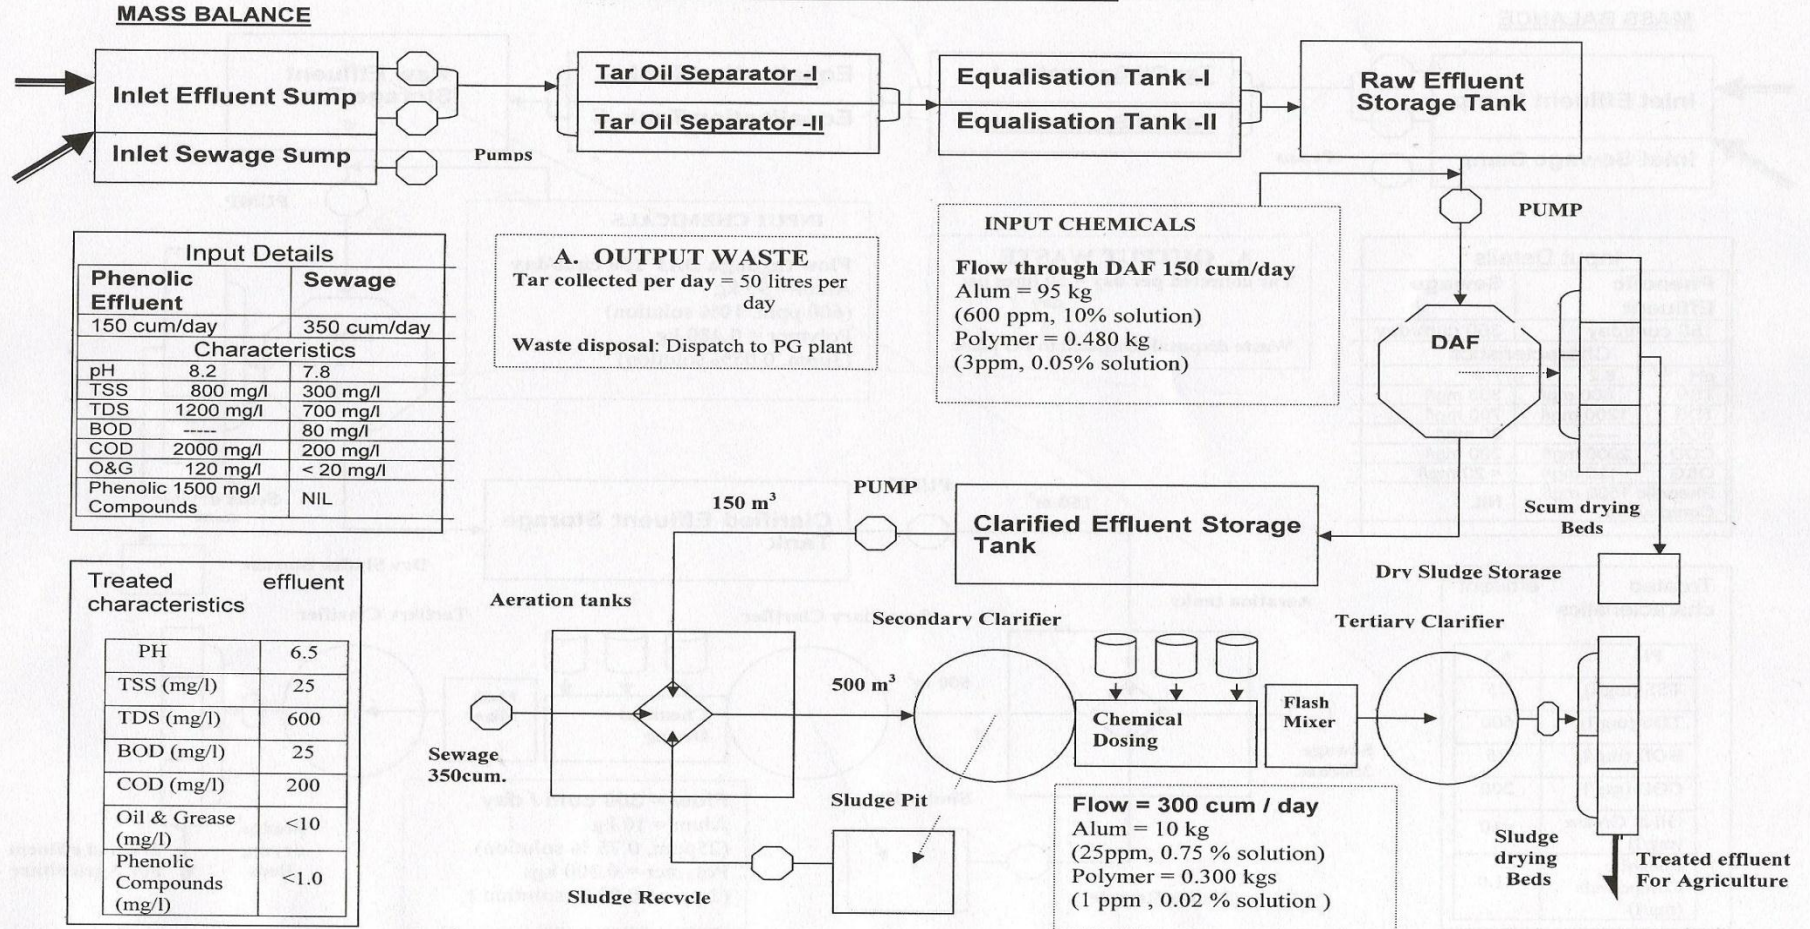 MASS BALANCE
Inlet Effluent Sump
Inlet Sewage Sump
Pumps
Tar Oil Separator -I
Tar Oil Separator -II
Equalisation Tank -I
Equalisation Tank -II
Raw Effluent
Storage Tank
PUMP
Input Details
Phenolic Effluent Sewage
150 cum/day 350 cum/day
Characteristics
pH 8.2 7.8
TSS 800 mg/l 300 mg/l
TDS 1200 mg/l 700 mg/l
BOD ----- 80 mg/l
COD 2000 mg/l 200 mg/l
O&G 120 mg/l < 20 mg/l
Phenolic 1500 mg/l
Compounds NIL
A. OUTPUT WASTE
Tar collected per day = 50 litres per
day
Waste disposal: Dispatch to PG plant
INPUT CHEMICALS
Flow through DAF 150 cum/day
Alum = 95 kg
(600 ppm, 10% solution)
Polymer = 0.480 kg
(3ppm, 0.05% solution)
DAF
Scum drying
Beds
150 m³
PUMP
Clarified Effluent Storage
Tank
Dry Sludge Storage
Treated effluent
characteristics
PH 6.5
TSS (mg/l) 25
TDS (mg/l) 600
BOD (mg/l) 25
COD (mg/l) 200
Oil & Grease
(mg/l) <10
Phenolic
Compounds
(mg/l) <1.0
Aeration tanks
Sewage
350cum.
500 m³
Secondary Clarifier
Chemical
Dosing
Flash
Mixer
Tertiary Clarifier
Sludge Pit
Sludge Recycle
Flow = 300 cum / day
Alum = 10 kg
(25ppm, 0.75 % solution)
Polymer = 0.300 kgs
(1 ppm , 0.02 % solution )
Sludge
drying
Beds
Treated effluent
For Agriculture